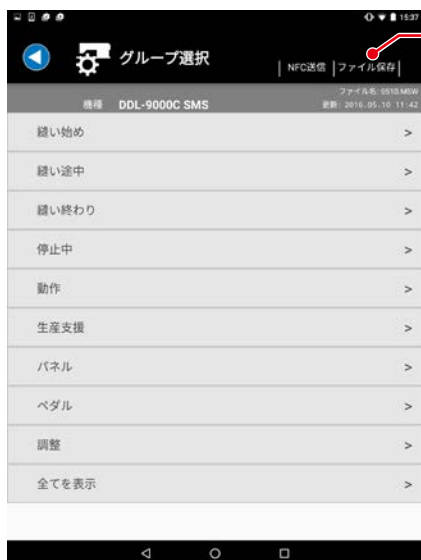 15:37
グループ選択
NFC送信 ファイル保存
ファイル名: 0510.MSW
機種 DDL-9000C SMS
更新: 2016.05.10 11:42
縫い始め >
縫い途中 >
縫い終わり >
停止中 >
動作 >
生産支援 >
パネル >
ペダル >
調整 >
全てを表示 >